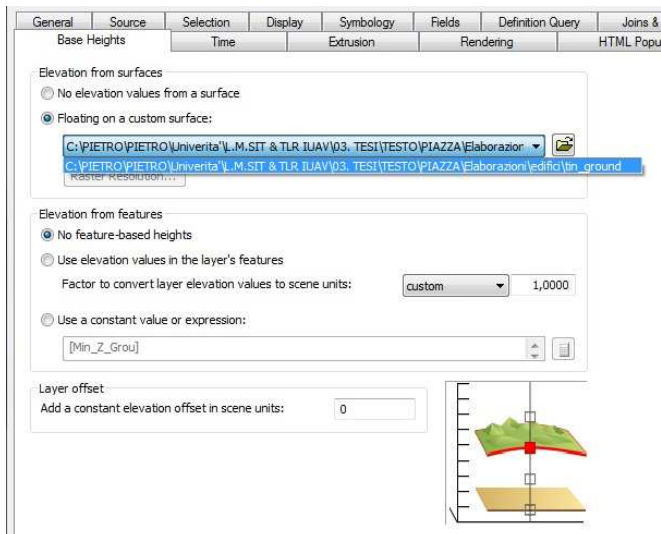 General Source Selection Display Symbology Fields Definition Query Joins &
Base Heights Time Extrusion Rendering HTML Popu
Elevation from surfaces
No elevation values from a surface
Floating on a custom surface:
C:\PIETRO\PIETRO\Univerita'\L.M.SIT & TLR IUAV\03. TESI\TESTO\PIAZZA\Elaborazior
C:\PIETRO\PIETRO\Univerita'\L.M.SIT & TLR IUAV\03. TESI\TESTO\PIAZZA\Elaborazioni\edifici\tin_ground
Raster Resolution...
Elevation from features
No feature-based heights
Use elevation values in the layer's features
Factor to convert layer elevation values to scene units: custom 1,0000
Use a constant value or expression:
[Min_Z_Grou]
Layer offset
Add a constant elevation offset in scene units: 0